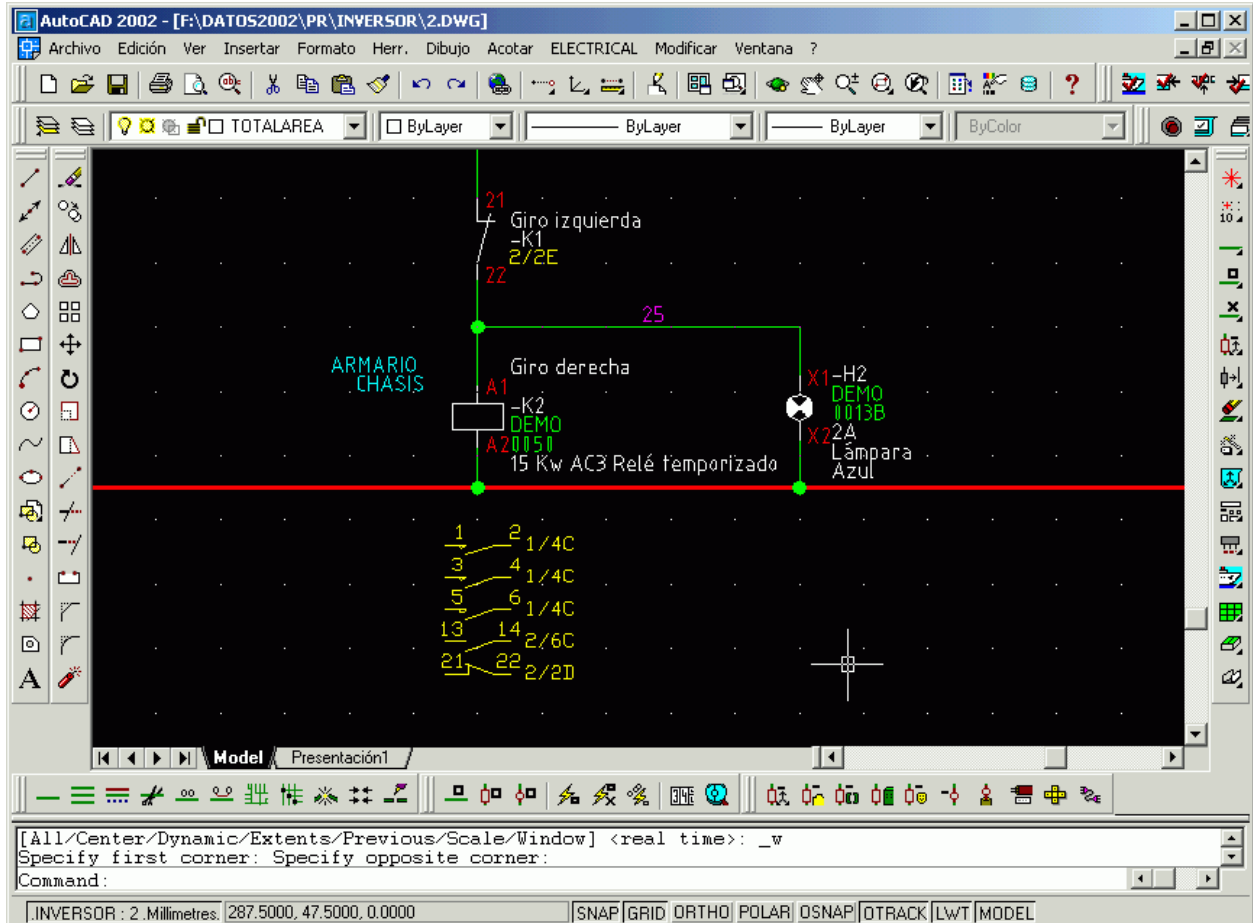 AutoCAD 2002 - [F:\DATOS2002\PR\INVERSOR\2.DWG]
Archivo Edición Ver Insertar Formato Herr. Dibujo Acotar ELECTRICAL Modificar Ventana ?
TOTALAREA ByLayer ByLayer ByLayer ByColor
21
Giro izquierda
-K1
2/2E
22
25
ARMARIO
CHASIS
Giro derecha
A1
-K2
DEMO
0050
A2
15 Kw AC3 Relé temporizado
X1 -H2
DEMO
0013B
X2 2A
Lámpara
Azul
1 2 1/4C
3 4 1/4C
5 6 1/4C
13 14 2/6C
21 22 2/2D
10
A
Model Presentación1
[All/Center/Dynamic/Extents/Previous/Scale/Window] <real time>: _w
Specify first corner: Specify opposite corner:
Command:
.INVERSOR : 2 .Millimetres. 287.5000, 47.5000, 0.0000 SNAP GRID ORTHO POLAR OSNAP OTRACK LWT MODEL